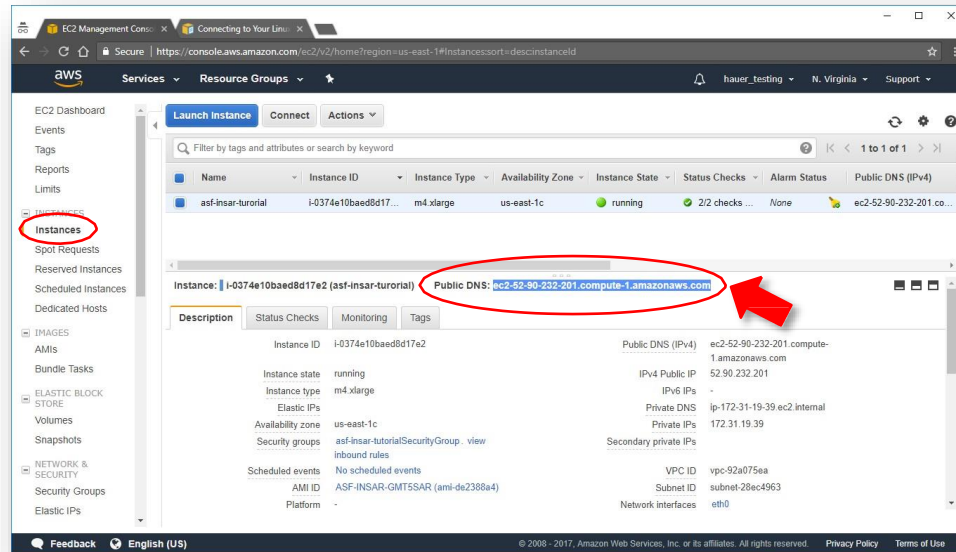 EC2 Management Conso
Connecting to Your Linu
Secure | https://console.aws.amazon.com/ec2/v2/home?region=us-east-1#Instances:sort=desc:instanceId
aws Services Resource Groups hauer_testing N. Virginia Support
EC2 Dashboard
Events
Tags
Reports
Limits
INSTANCES
Instances
Spot Requests
Reserved Instances
Scheduled Instances
Dedicated Hosts
IMAGES
AMIs
Bundle Tasks
ELASTIC BLOCK
STORE
Volumes
Snapshots
NETWORK &
SECURITY
Security Groups
Elastic IPs
Launch Instance Connect Actions
Filter by tags and attributes or search by keyword 1 to 1 of 1
Name Instance ID Instance Type Availability Zone Instance State Status Checks Alarm Status Public DNS (IPv4)
asf-insar-turorial i-0374e10baed8d17... m4.xlarge us-east-1c running 2/2 checks ... None ec2-52-90-232-201.co...
Instance: i-0374e10baed8d17e2 (asf-insar-turorial) Public DNS: ec2-52-90-232-201.compute-1.amazonaws.com
Description Status Checks Monitoring Tags
Instance ID i-0374e10baed8d17e2
Instance state running
Instance type m4.xlarge
Elastic IPs
Availability zone us-east-1c
Security groups asf-insar-tutorialSecurityGroup . view
inbound rules
Scheduled events No scheduled events
AMI ID ASF-INSAR-GMT5SAR (ami-de2388a4)
Platform -
Public DNS (IPv4) ec2-52-90-232-201.compute-
1.amazonaws.com
IPv4 Public IP 52.90.232.201
IPv6 IPs -
Private DNS ip-172-31-19-39.ec2.internal
Private IPs 172.31.19.39
Secondary private IPs
VPC ID vpc-92a075ea
Subnet ID subnet-28ec4963
Network interfaces eth0
Feedback English (US) © 2008 - 2017, Amazon Web Services, Inc. or its affiliates. All rights reserved. Privacy Policy Terms of Use